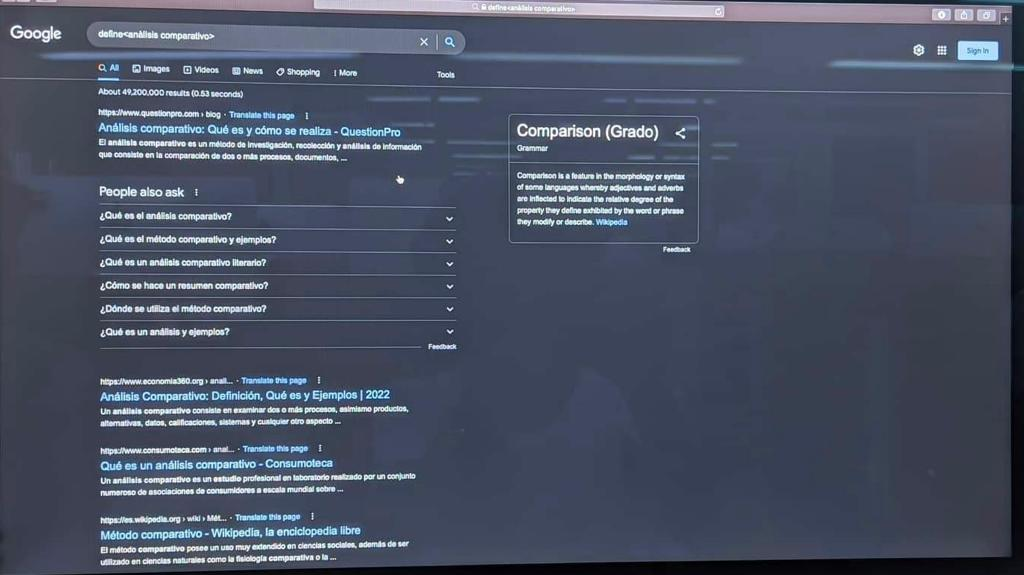 define<análisis comparativo>
Google
define<análisis comparativo>
Sign in
All Images Videos News Shopping More Tools
About 49,200,000 results (0.53 seconds)
https://www.questionpro.com › blog · Translate this page
Análisis comparativo: Qué es y cómo se realiza - QuestionPro
El análisis comparativo es un método de investigación, recolección y análisis de información
que consiste en la comparación de dos o más procesos, documentos, ...
People also ask
¿Qué es el análisis comparativo?
¿Qué es el método comparativo y ejemplos?
¿Qué es un análisis comparativo literario?
¿Cómo se hace un resumen comparativo?
¿Dónde se utiliza el método comparativo?
¿Qué es un análisis y ejemplos?
Feedback
https://www.economia360.org › anali... · Translate this page
Análisis Comparativo: Definición, Qué es y Ejemplos | 2022
Un análisis comparativo consiste en examinar dos o más procesos, asimismo productos,
alternativas, datos, calificaciones, sistemas y cualquier otro aspecto ...
https://www.consumoteca.com › anal... · Translate this page
Qué es un análisis comparativo - Consumoteca
Un análisis comparativo es un estudio profesional en laboratorio realizado por un conjunto
numeroso de asociaciones de consumidores a escala mundial sobre ...
https://es.wikipedia.org › wiki › Mét... · Translate this page
Método comparativo - Wikipedia, la enciclopedia libre
El método comparativo posee un uso muy extendido en ciencias sociales, además de ser
utilizado en ciencias naturales como la fisiología comparativa o la ...
Comparison (Grado)
Grammar
Comparison is a feature in the morphology or syntax
of some languages whereby adjectives and adverbs
are inflected to indicate the relative degree of the
property they define exhibited by the word or phrase
they modify or describe. Wikipedia
Feedback